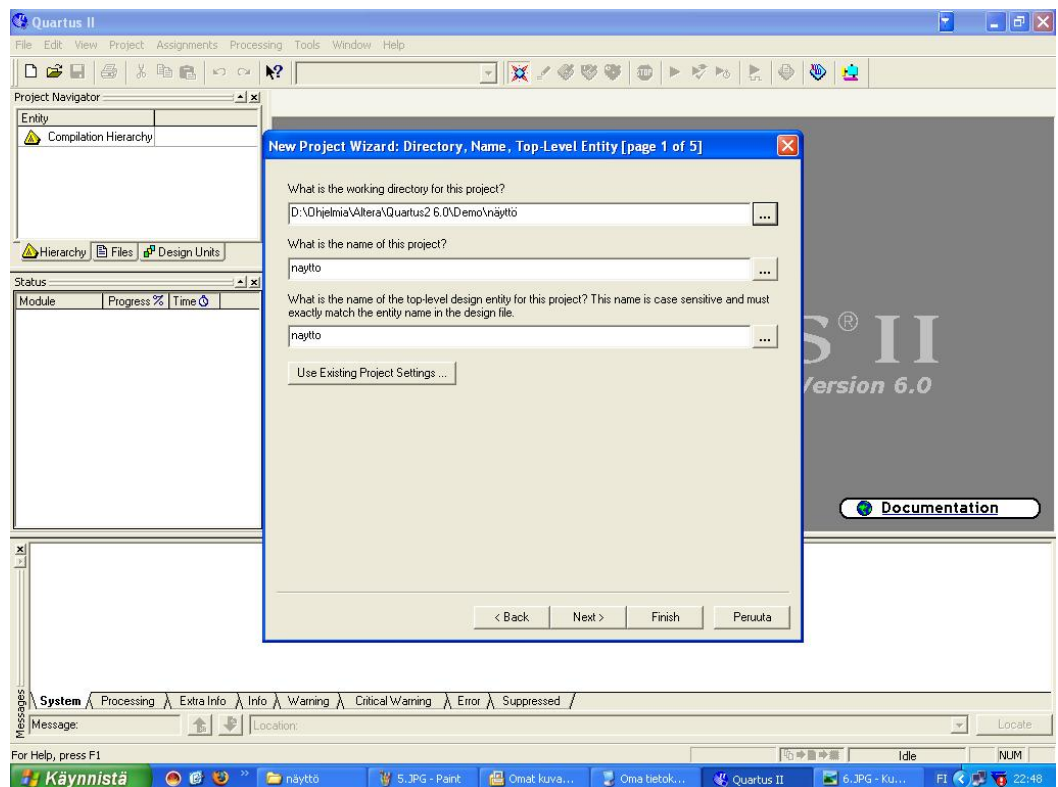 Quartus II
File Edit View Project Assignments Processing Tools Window Help
Project Navigator
Entity
Compilation Hierarchy
Hierarchy Files Design Units
Status
Module Progress % Time
New Project Wizard: Directory, Name, Top-Level Entity [page 1 of 5]
What is the working directory for this project?
D:\Ohjelmia\Altera\Quartus2 6.0\Demo\näyttö
...
What is the name of this project?
naytto
...
What is the name of the top-level design entity for this project? This name is case sensitive and must
exactly match the entity name in the design file.
naytto
...
Use Existing Project Settings ...
< Back Next > Finish Peruuta
S® II
Version 6.0
Documentation
Messages
System Processing Extra Info Info Warning Critical Warning Error Suppressed
Message: Location: Locate
For Help, press F1 Idle NUM
Käynnistä » näyttö 5.JPG - Paint Omat kuva... Oma tietok... Quartus II 6.JPG - Ku... FI 22:48